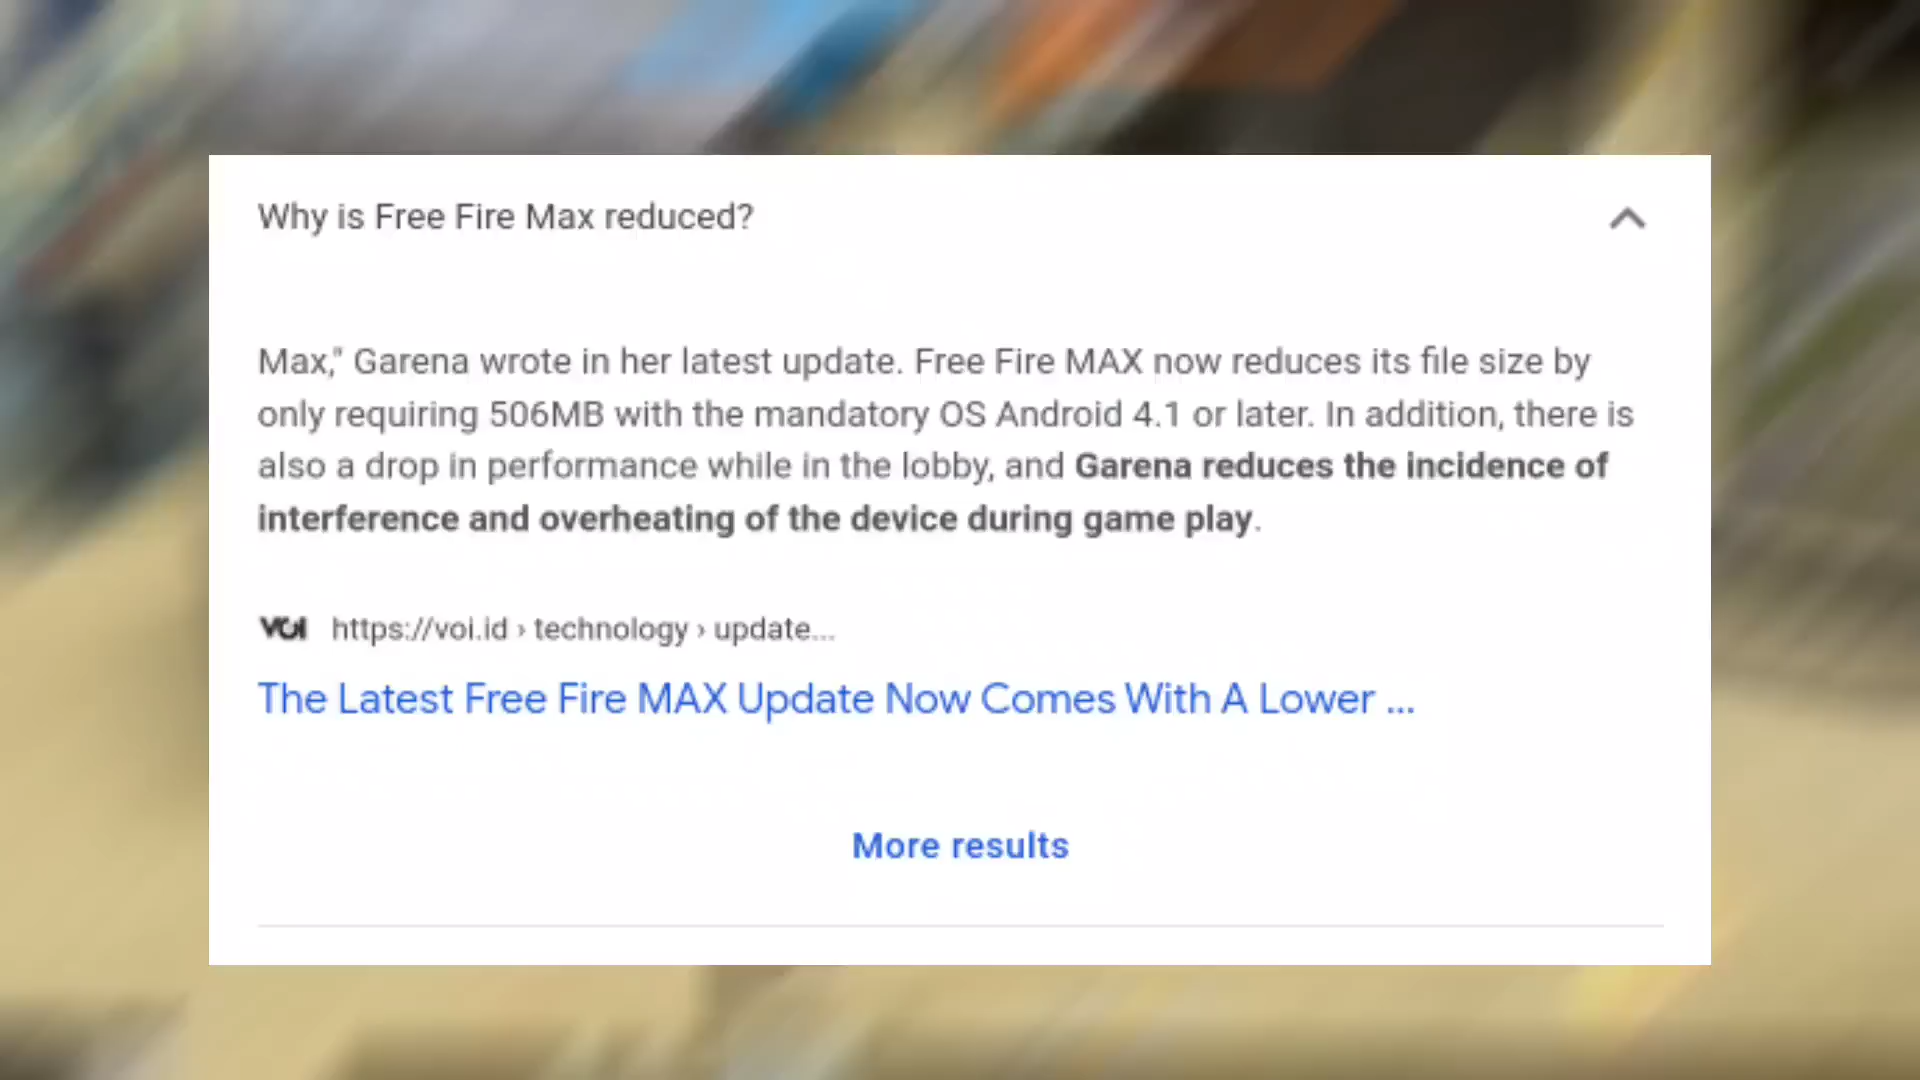 Why is Free Fire Max reduced?
Max," Garena wrote in her latest update. Free Fire MAX now reduces its file size by
only requiring 506MB with the mandatory OS Android 4.1 or later. In addition, there is
also a drop in performance while in the lobby, and Garena reduces the incidence of
interference and overheating of the device during game play.
VOI https://voi.id › technology › update...
The Latest Free Fire MAX Update Now Comes With A Lower ...
More results